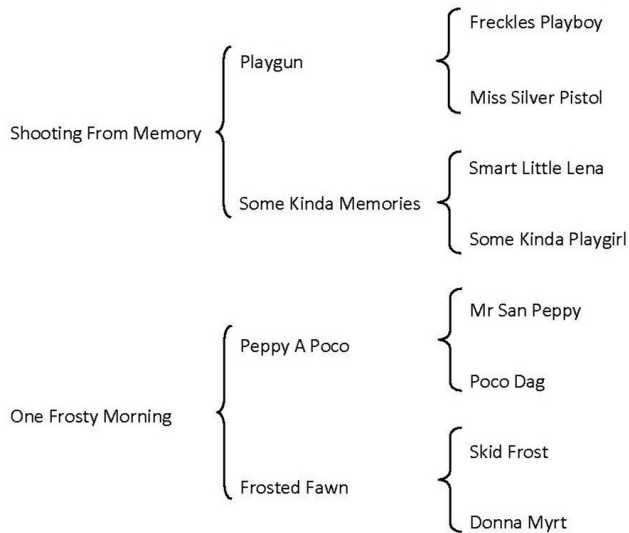 Freckles Playboy
Playgun
Miss Silver Pistol
Shooting From Memory
Smart Little Lena
Some Kinda Memories
Some Kinda Playgirl
Mr San Peppy
Peppy A Poco
Poco Dag
One Frosty Morning
Skid Frost
Frosted Fawn
Donna Myrt